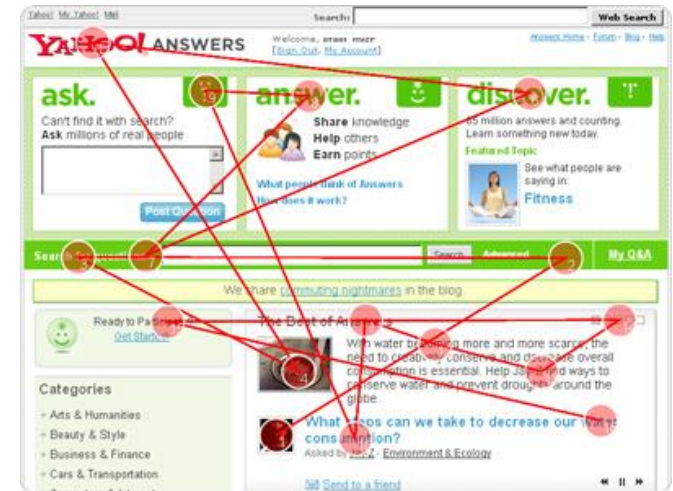 Yahoo! My Yahoo! Mail
Search: Web Search
YAHOO! ANSWERS
Welcome,
[Sign Out, My Account]
Answers Home - Forum - Blog - Help
ask.
Can't find it with search?
Ask millions of real people
Post Question
answer.
Share knowledge
Help others
Earn points
What people think of Answers
How does it work?
discover.
65 million answers and counting.
Learn something new today.
Featured Topic
See what people are
saying in:
Fitness
Search Search Advanced My Q&A
We share commuting nightmares in the blog
Ready to
Get Started
The Best of Answers
With water becoming more and more scarce, the
need to creatively conserve and decrease overall
consumption is essential. Help find ways to
conserve water and prevent droughts around the
globe.
What steps can we take to decrease our water
consumption?
Asked by Jay-Z - Environment & Ecology
Send to a friend
Categories
Arts & Humanities
Beauty & Style
Business & Finance
Cars & Transportation